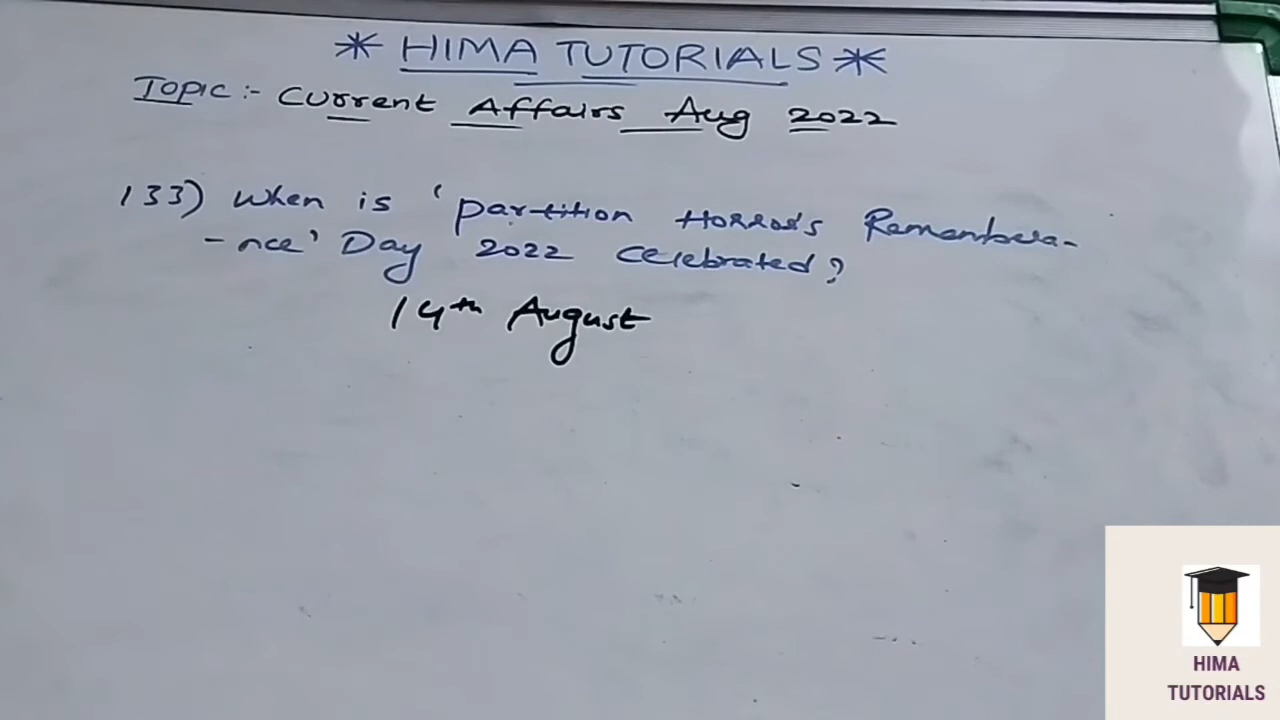 * HIMA TUTORIALS *
Topic :- Current Affairs Aug 2022
133) When is 'partition Horrors Remembera-
-nce' Day 2022 celebrated?
14th August
HIMA
TUTORIALS